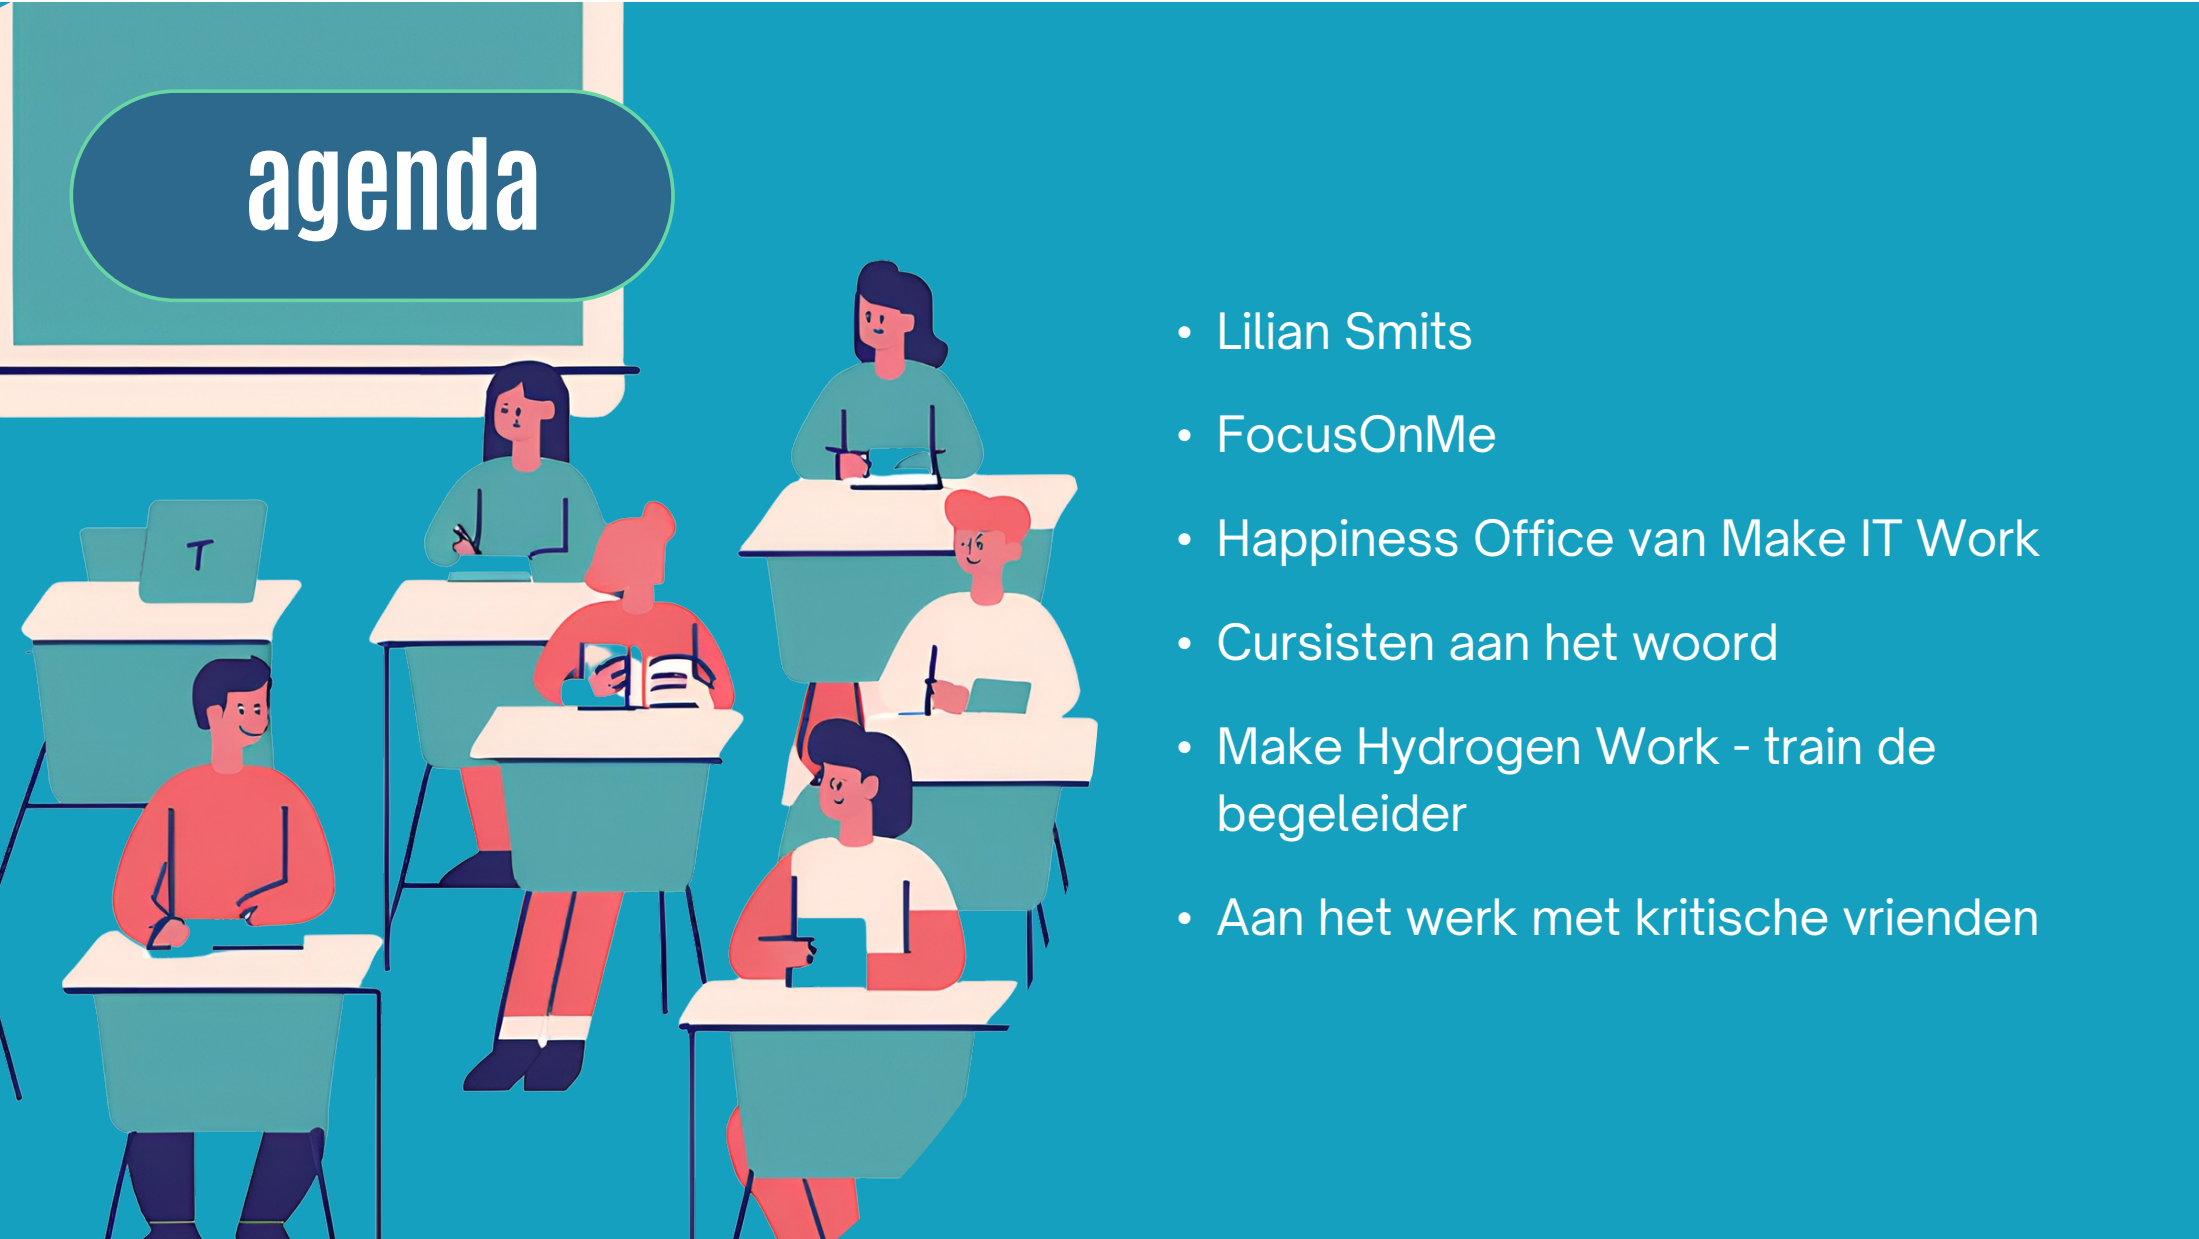 agenda
• Lilian Smits
• FocusOnMe
• Happiness Office van Make IT Work
• Cursisten aan het woord
• Make Hydrogen Work - train de
begeleider
• Aan het werk met kritische vrienden
T